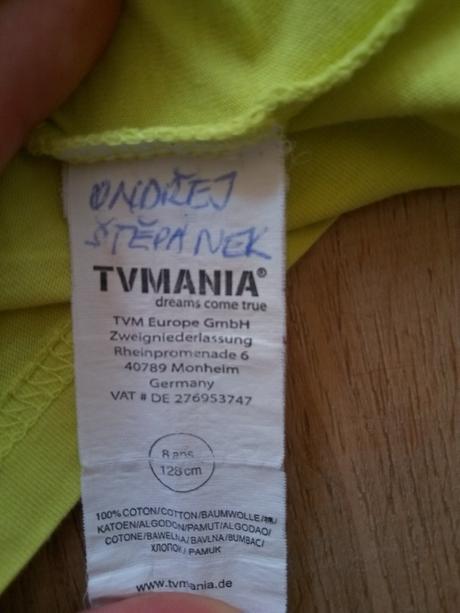 ONDŘEJ
ŠTĚPÁNEK
TVMANIA®
dreams come true
TVM Europe GmbH
Zweigniederlassung
Rheinpromenade 6
40789 Monheim
Germany
VAT # DE 276953747
8 ans
128 cm
100% COTON/COTTON/BAUMWOLLE/棉/
KATOEN/ALGODON/PAMUT/ALGODAO/
COTONE/BAWELNA/BAVLNA/BUMBAC/
ХЛОПОК/ PAMUK
www.tvmania.de